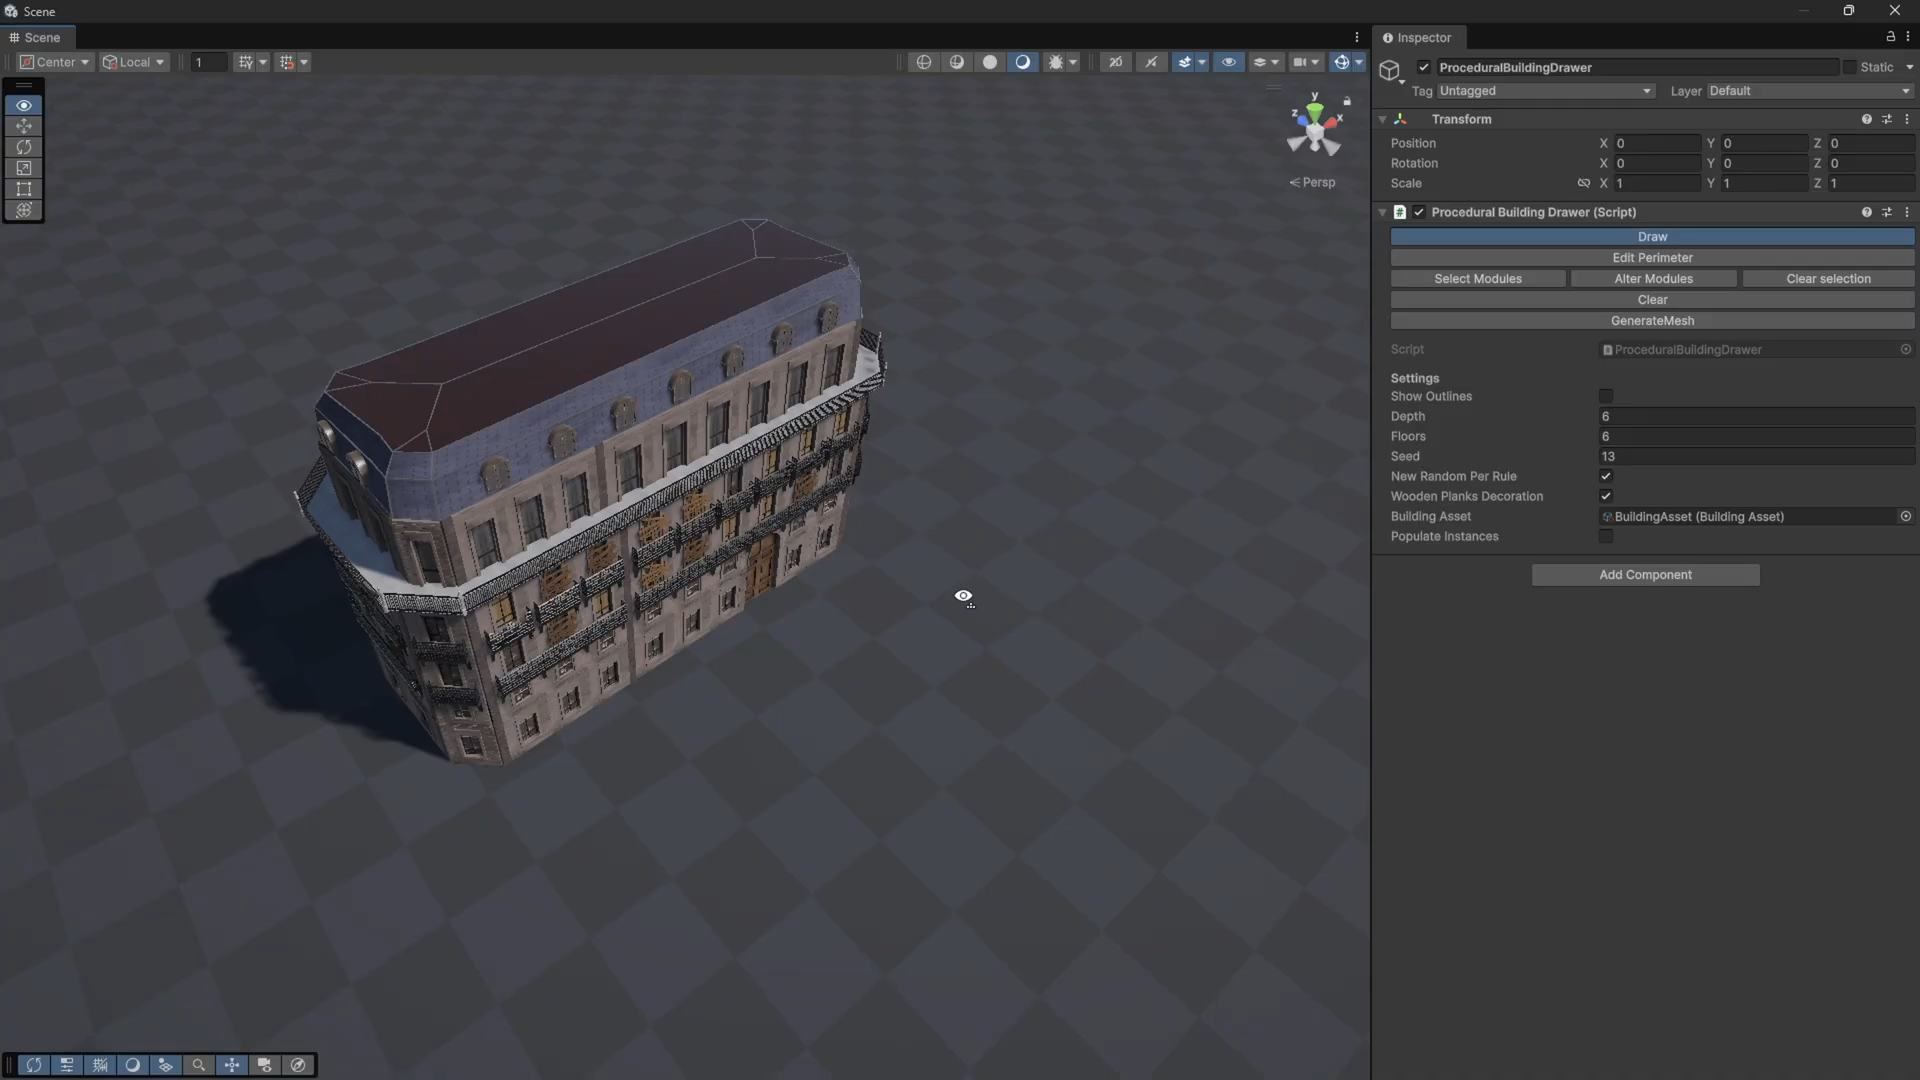 Scene
Scene
Center
Local
1
2D
y
z
x
Persp
Inspector
ProceduralBuildingDrawer
Static
Tag
Untagged
Layer
Default
Transform
Position
X
0
Y
0
Z
0
Rotation
X
0
Y
0
Z
0
Scale
X
1
Y
1
Z
1
Procedural Building Drawer (Script)
Draw
Edit Perimeter
Select Modules
Alter Modules
Clear selection
Clear
GenerateMesh
Script
ProceduralBuildingDrawer
Settings
Show Outlines
Depth
6
Floors
6
Seed
13
New Random Per Rule
Wooden Planks Decoration
Building Asset
BuildingAsset (Building Asset)
Populate Instances
Add Component